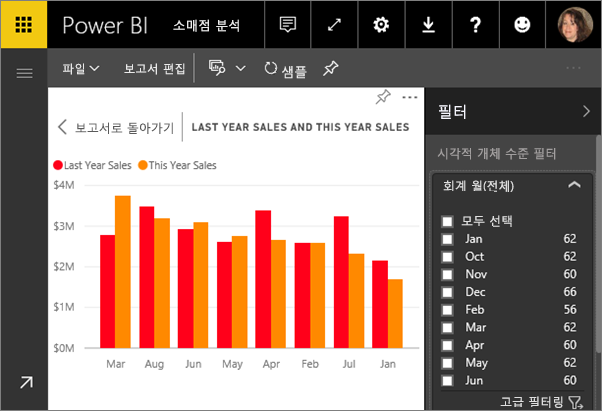 Power BI 소매점 분석
파일 보고서 편집 샘플
보고서로 돌아가기 LAST YEAR SALES AND THIS YEAR SALES
Last Year Sales This Year Sales
$4M
$3M
$2M
$1M
$0M
Mar Aug Jun May Apr Feb Jul Jan
필터
시각적 개체 수준 필터
회계 월(전체)
모두 선택
Jan 62
Oct 62
Nov 60
Dec 66
Feb 56
Mar 62
Apr 60
May 62
Jun 60
고급 필터링